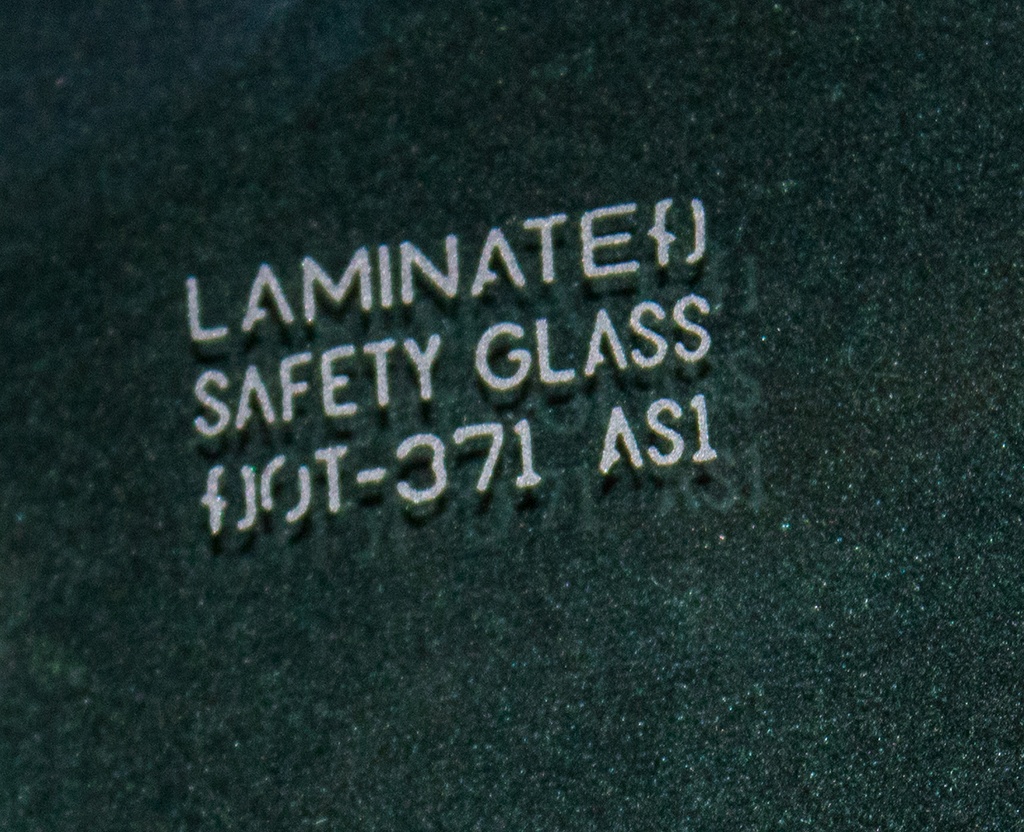 LAMINATED
SAFETY GLASS
DOT-371 AS1